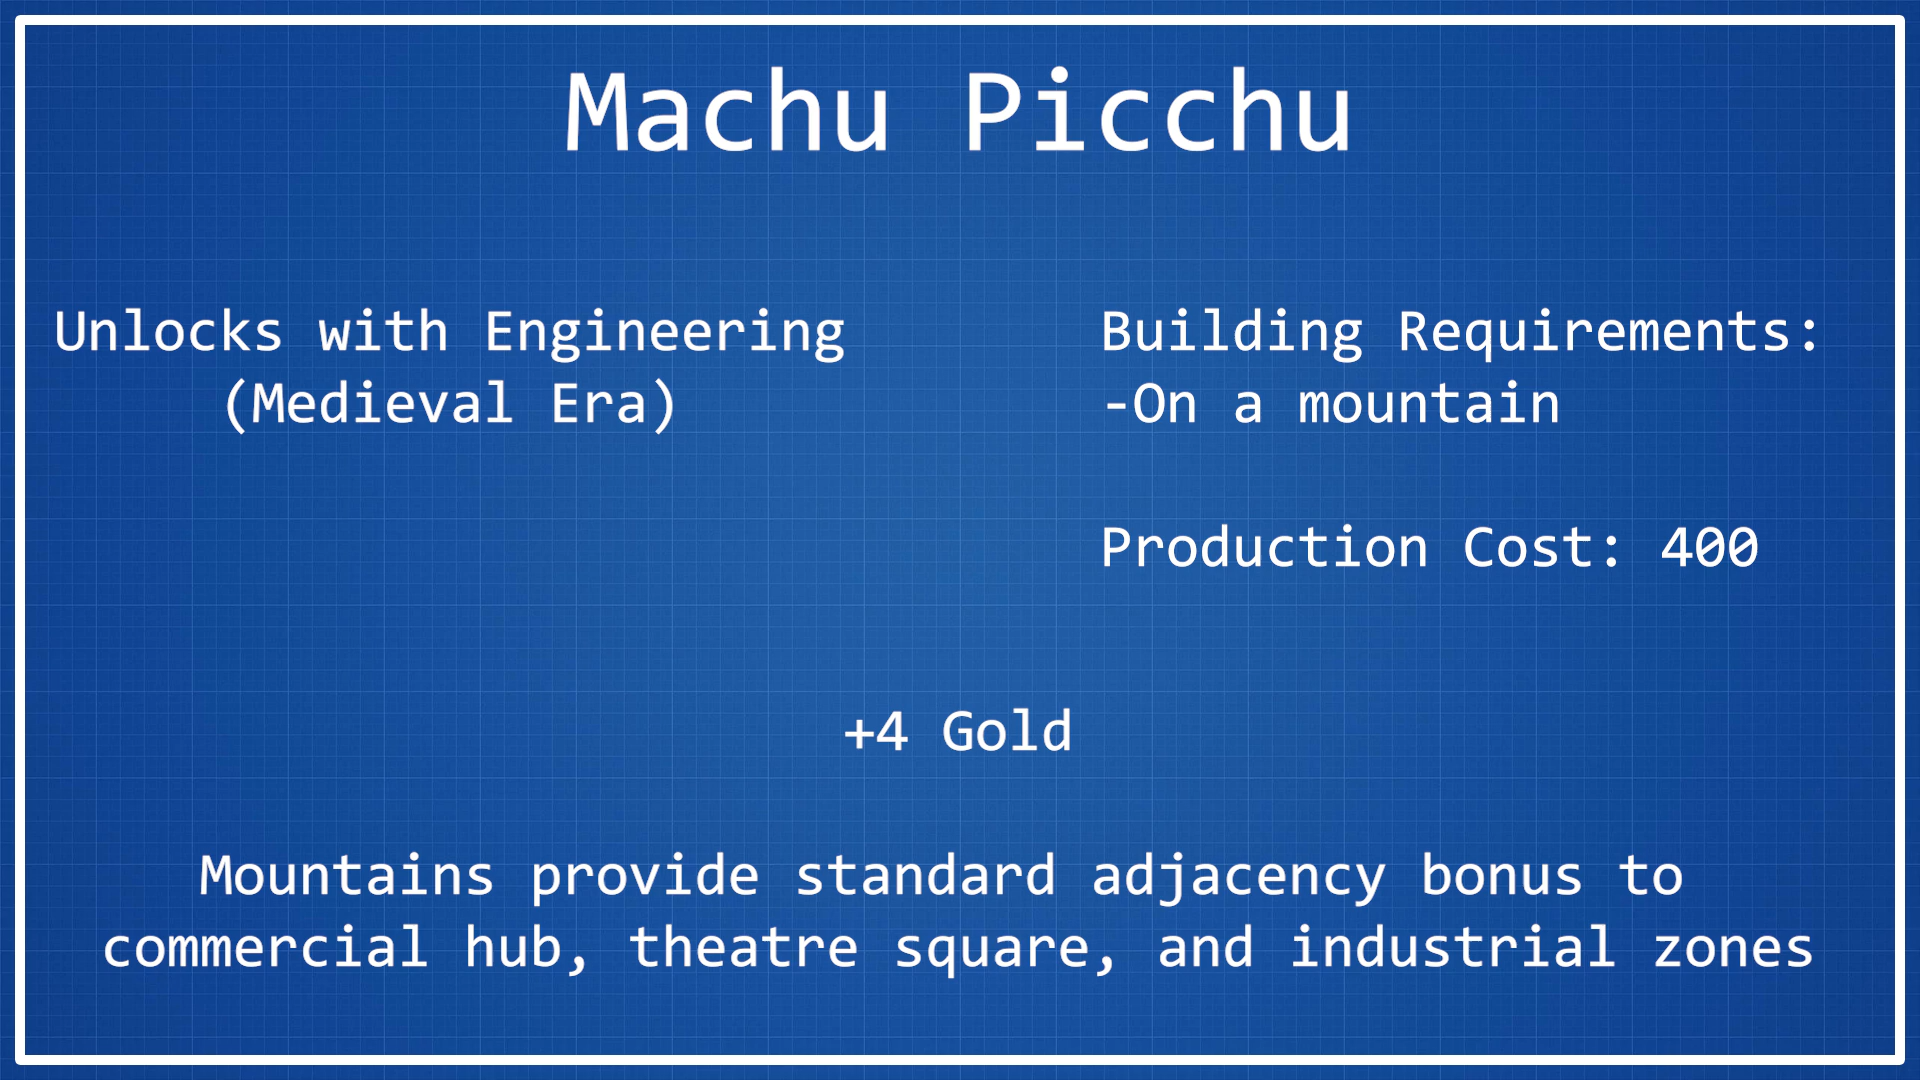 Machu Picchu
Unlocks with Engineering
(Medieval Era)
Building Requirements:
-On a mountain
Production Cost: 400
+4 Gold
Mountains provide standard adjacency bonus to
commercial hub, theatre square, and industrial zones